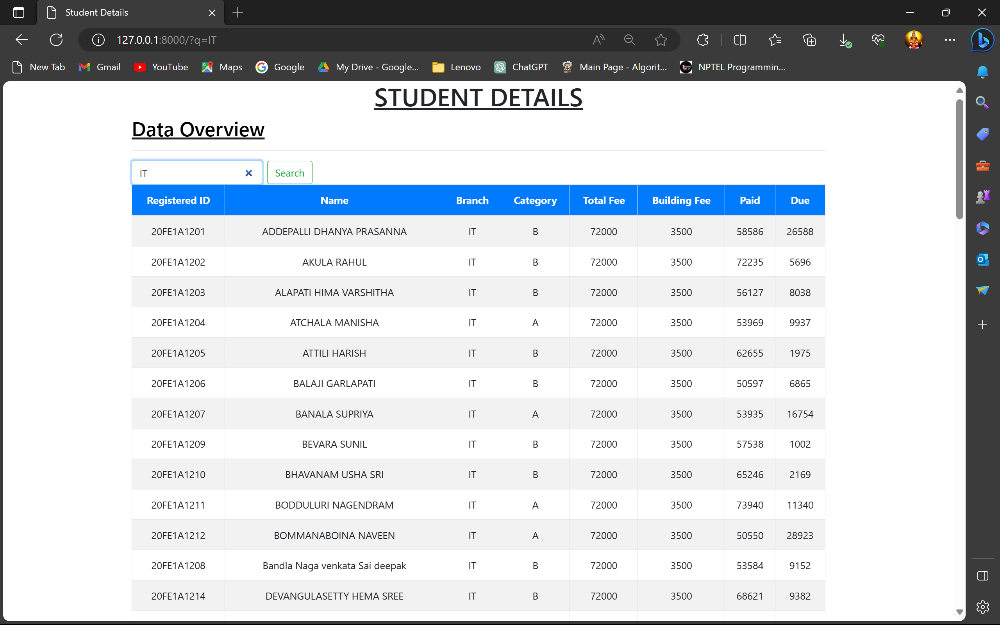 Student Details
127.0.0.1:8000/?q=IT
New Tab Gmail YouTube Maps Google My Drive - Google... Lenovo ChatGPT Main Page - Algorit... NPTEL Programmin...
STUDENT DETAILS
Data Overview
IT Search
Registered ID Name Branch Category Total Fee Building Fee Paid Due
20FE1A1201 ADDEPALLI DHANYA PRASANNA IT B 72000 3500 58586 26588
20FE1A1202 AKULA RAHUL IT B 72000 3500 72235 5696
20FE1A1203 ALAPATI HIMA VARSHITHA IT B 72000 3500 56127 8038
20FE1A1204 ATCHALA MANISHA IT A 72000 3500 53969 9937
20FE1A1205 ATTILI HARISH IT B 72000 3500 62655 1975
20FE1A1206 BALAJI GARLAPATI IT B 72000 3500 50597 6865
20FE1A1207 BANALA SUPRIYA IT A 72000 3500 53935 16754
20FE1A1209 BEVARA SUNIL IT B 72000 3500 57538 1002
20FE1A1210 BHAVANAM USHA SRI IT B 72000 3500 65246 2169
20FE1A1211 BODDULURI NAGENDRAM IT A 72000 3500 73940 11340
20FE1A1212 BOMMANABOINA NAVEEN IT A 72000 3500 50550 28923
20FE1A1208 Bandla Naga venkata Sai deepak IT B 72000 3500 53584 9152
20FE1A1214 DEVANGULASETTY HEMA SREE IT B 72000 3500 68621 9382